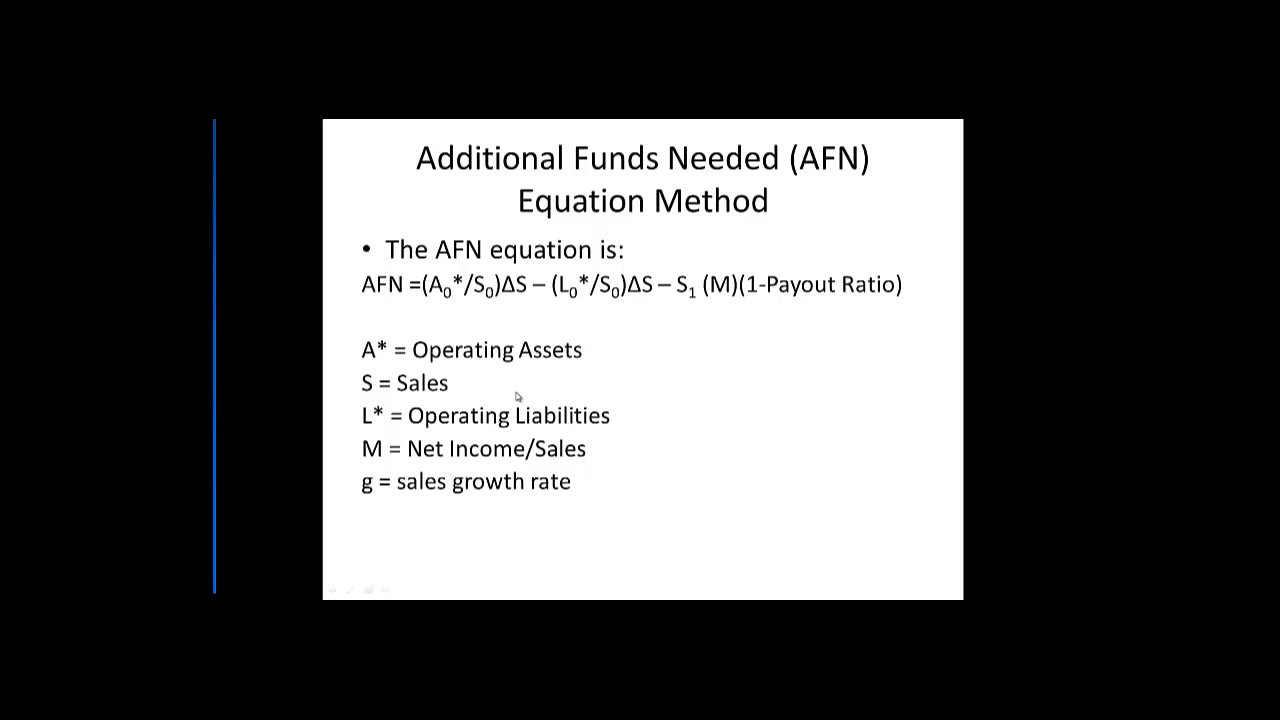 Additional Funds Needed (AFN)
Equation Method
• The AFN equation is:
AFN =(A₀*/S₀)ΔS – (L₀*/S₀)ΔS – S₁ (M)(1-Payout Ratio)
A* = Operating Assets
S = Sales
L* = Operating Liabilities
M = Net Income/Sales
g = sales growth rate